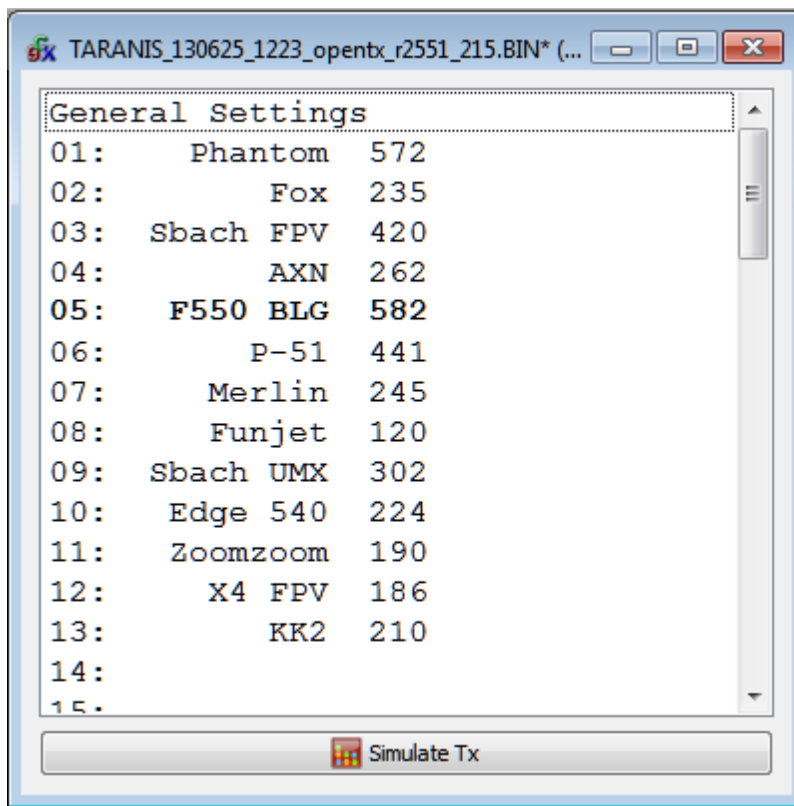 TARANIS_130625_1223_opentx_r2551_215.BIN* (...
General Settings
01: Phantom 572
02: Fox 235
03: Sbach FPV 420
04: AXN 262
05: F550 BLG 582
06: P-51 441
07: Merlin 245
08: Funjet 120
09: Sbach UMX 302
10: Edge 540 224
11: Zoomzoom 190
12: X4 FPV 186
13: KK2 210
14:
15:
Simulate Tx